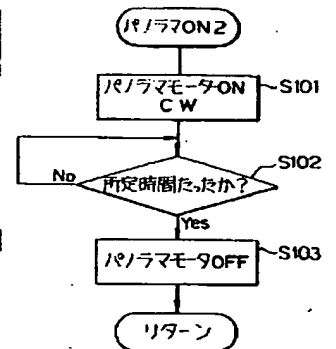 パノラマON2
パノラマモーターON
CW
S101
所定時間たったか?
S102
No
Yes
パノラマモータOFF
S103
リターン